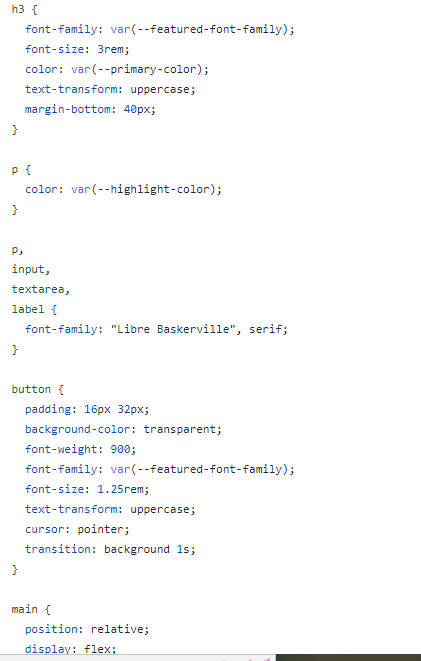 h3 {
  font-family: var(--featured-font-family);
  font-size: 3rem;
  color: var(--primary-color);
  text-transform: uppercase;
  margin-bottom: 40px;
}

p {
  color: var(--highlight-color);
}

p,
input,
textarea,
label {
  font-family: "Libre Baskerville", serif;
}

button {
  padding: 16px 32px;
  background-color: transparent;
  font-weight: 900;
  font-family: var(--featured-font-family);
  font-size: 1.25rem;
  text-transform: uppercase;
  cursor: pointer;
  transition: background 1s;
}

main {
  position: relative;
  display: flex;